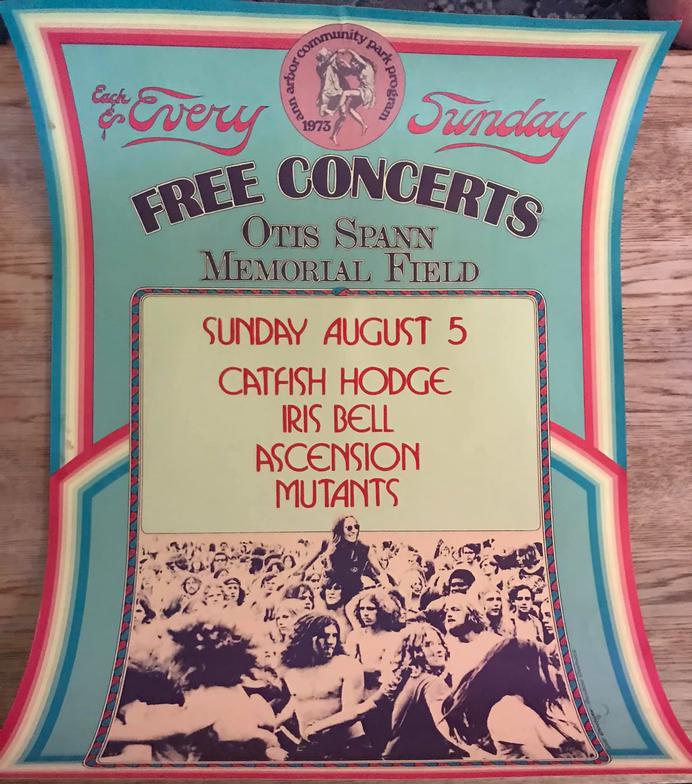 ann arbor community park program
1973
Each & Every Sunday
FREE CONCERTS
OTIS SPANN
MEMORIAL FIELD
SUNDAY AUGUST 5
CATFISH HODGE
IRIS BELL
ASCENSION
MUTANTS